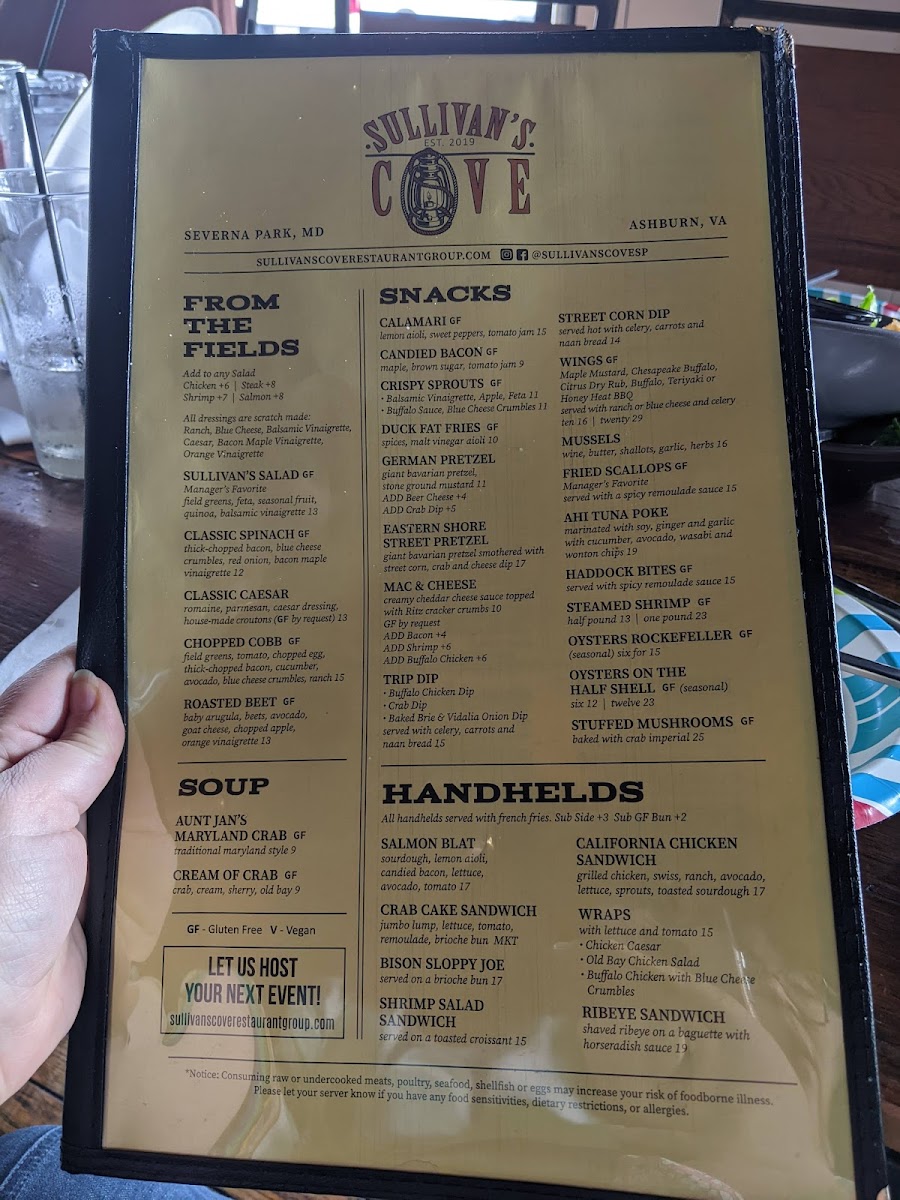 SULLIVAN'S
EST. 2019
COVE
SEVERNA PARK, MD
ASHBURN, VA
SULLIVANSCOVERESTAURANTGROUP.COM @SULLIVANSCOVESP
FROM
THE
FIELDS
Add to any Salad
Chicken +6 | Steak +8
Shrimp +7 | Salmon +8
All dressings are scratch made:
Ranch, Blue Cheese, Balsamic Vinaigrette,
Caesar, Bacon Maple Vinaigrette,
Orange Vinaigrette
SULLIVAN'S SALAD GF
Manager's Favorite
field greens, feta, seasonal fruit,
quinoa, balsamic vinaigrette 13
CLASSIC SPINACH GF
thick-chopped bacon, blue cheese
crumbles, red onion, bacon maple
vinaigrette 12
CLASSIC CAESAR
romaine, parmesan, caesar dressing,
house-made croutons (GF by request) 13
CHOPPED COBB GF
field greens, tomato, chopped egg,
thick-chopped bacon, cucumber,
avocado, blue cheese crumbles, ranch 15
ROASTED BEET GF
baby arugula, beets, avocado,
goat cheese, chopped apple,
orange vinaigrette 13
SOUP
AUNT JAN'S
MARYLAND CRAB GF
traditional maryland style 9
CREAM OF CRAB GF
crab, cream, sherry, old bay 9
GF - Gluten Free V - Vegan
LET US HOST
YOUR NEXT EVENT!
sullivanscoverestaurantgroup.com
SNACKS
CALAMARI GF
lemon aioli, sweet peppers, tomato jam 15
CANDIED BACON GF
maple, brown sugar, tomato jam 9
CRISPY SPROUTS GF
• Balsamic Vinaigrette, Apple, Feta 11
• Buffalo Sauce, Blue Cheese Crumbles 11
DUCK FAT FRIES GF
spices, malt vinegar aioli 10
GERMAN PRETZEL
giant bavarian pretzel,
stone ground mustard 11
ADD Beer Cheese +4
ADD Crab Dip +5
EASTERN SHORE
STREET PRETZEL
giant bavarian pretzel smothered with
street corn, crab and cheese dip 17
MAC & CHEESE
creamy cheddar cheese sauce topped
with Ritz cracker crumbs 10
GF by request
ADD Bacon +4
ADD Shrimp +6
ADD Buffalo Chicken +6
TRIP DIP
• Buffalo Chicken Dip
• Crab Dip
• Baked Brie & Vidalia Onion Dip
served with celery, carrots and
naan bread 15
STREET CORN DIP
served hot with celery, carrots and
naan bread 14
WINGS GF
Maple Mustard, Chesapeake Buffalo,
Citrus Dry Rub, Buffalo, Teriyaki or
Honey Heat BBQ
served with ranch or blue cheese and celery
ten 16 | twenty 29
MUSSELS
wine, butter, shallots, garlic, herbs 16
FRIED SCALLOPS GF
Manager's Favorite
served with a spicy remoulade sauce 15
AHI TUNA POKE
marinated with soy, ginger and garlic
with cucumber, avocado, wasabi and
wonton chips 19
HADDOCK BITES GF
served with spicy remoulade sauce 15
STEAMED SHRIMP GF
half pound 13 | one pound 23
OYSTERS ROCKEFELLER GF
(seasonal) six for 15
OYSTERS ON THE
HALF SHELL GF (seasonal)
six 12 | twelve 23
STUFFED MUSHROOMS GF
baked with crab imperial 25
HANDHELDS
All handhelds served with french fries. Sub Side +3 Sub GF Bun +2
SALMON BLAT
sourdough, lemon aioli,
candied bacon, lettuce,
avocado, tomato 17
CRAB CAKE SANDWICH
jumbo lump, lettuce, tomato,
remoulade, brioche bun MKT
BISON SLOPPY JOE
served on a brioche bun 17
SHRIMP SALAD
SANDWICH
served on a toasted croissant 15
CALIFORNIA CHICKEN
SANDWICH
grilled chicken, swiss, ranch, avocado,
lettuce, sprouts, toasted sourdough 17
WRAPS
with lettuce and tomato 15
• Chicken Caesar
• Old Bay Chicken Salad
• Buffalo Chicken with Blue Cheese
Crumbles
RIBEYE SANDWICH
shaved ribeye on a baguette with
horseradish sauce 19
*Notice: Consuming raw or undercooked meats, poultry, seafood, shellfish or eggs may increase your risk of foodborne illness.
Please let your server know if you have any food sensitivities, dietary restrictions, or allergies.